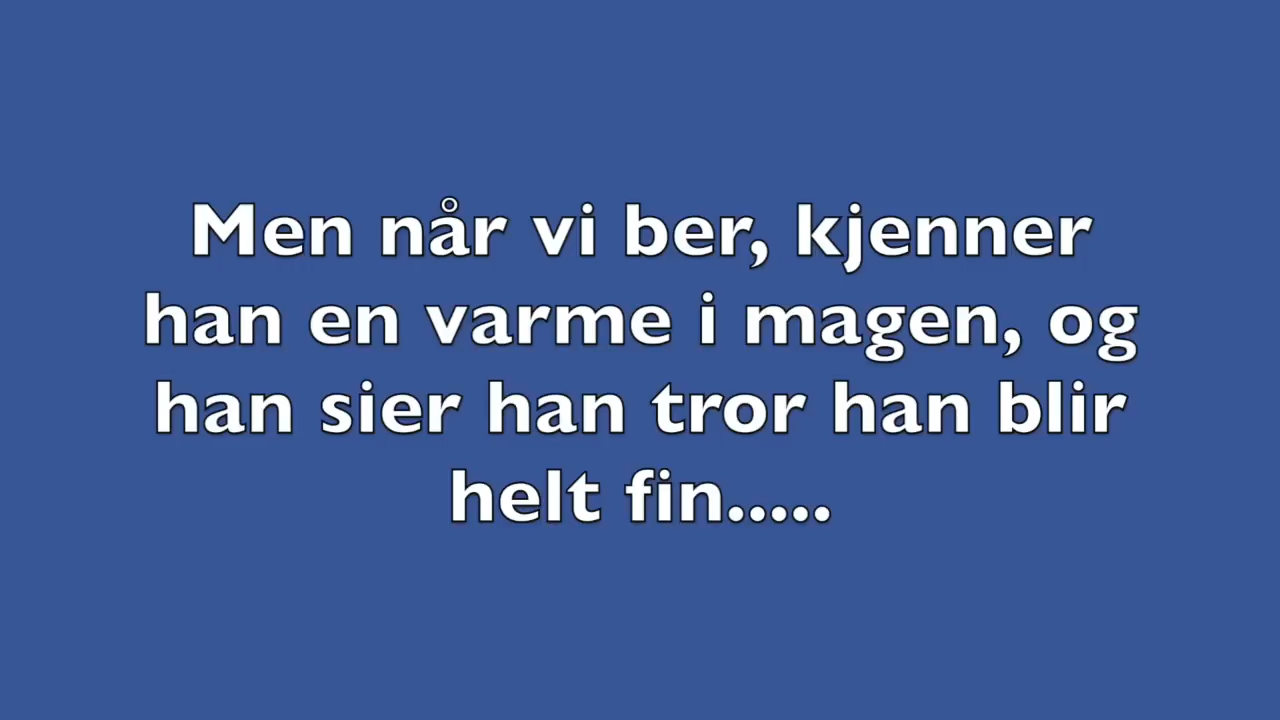 Men når vi ber, kjenner
han en varme i magen, og
han sier han tror han blir
helt fin.....